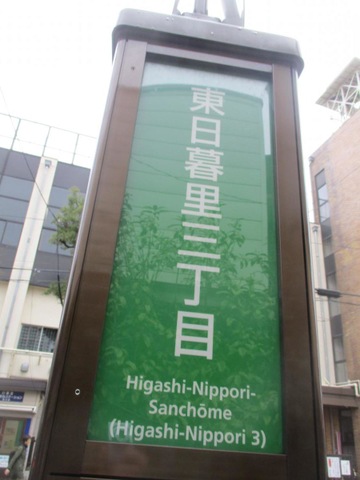 東日暮里三丁目
Higashi-Nippori-
Sanchōme
(Higashi-Nippori 3)